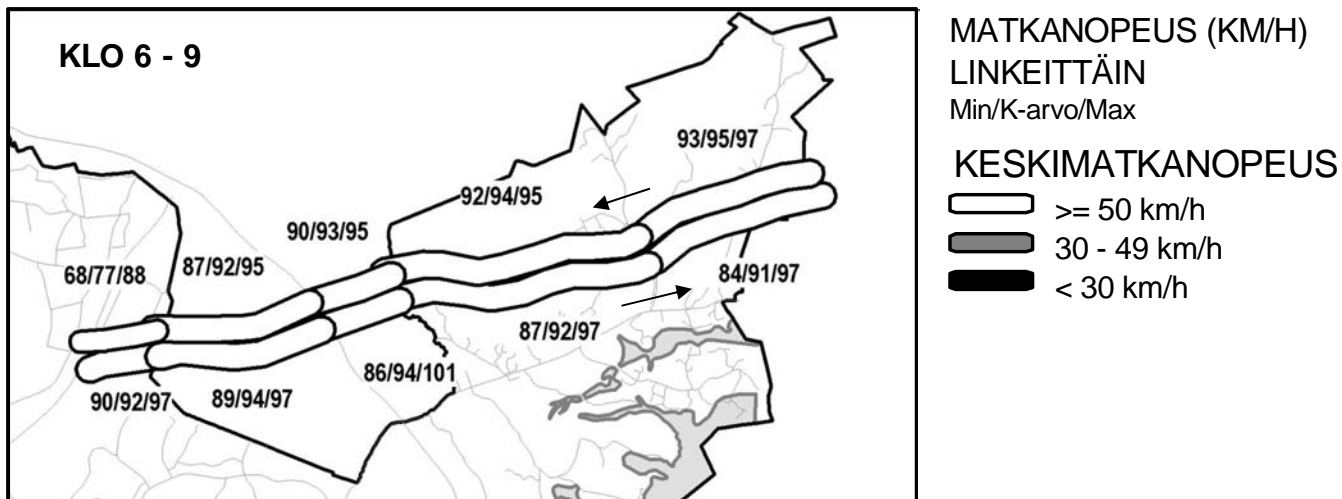 KLO 6 - 9
93/95/97
92/94/95
90/93/95
87/92/95
68/77/88
84/91/97
87/92/97
86/94/101
89/94/97
90/92/97
MATKANOPEUS (KM/H)
LINKEITTÄIN
Min/K-arvo/Max
KESKIMATKANOPEUS
>= 50 km/h
30 - 49 km/h
< 30 km/h